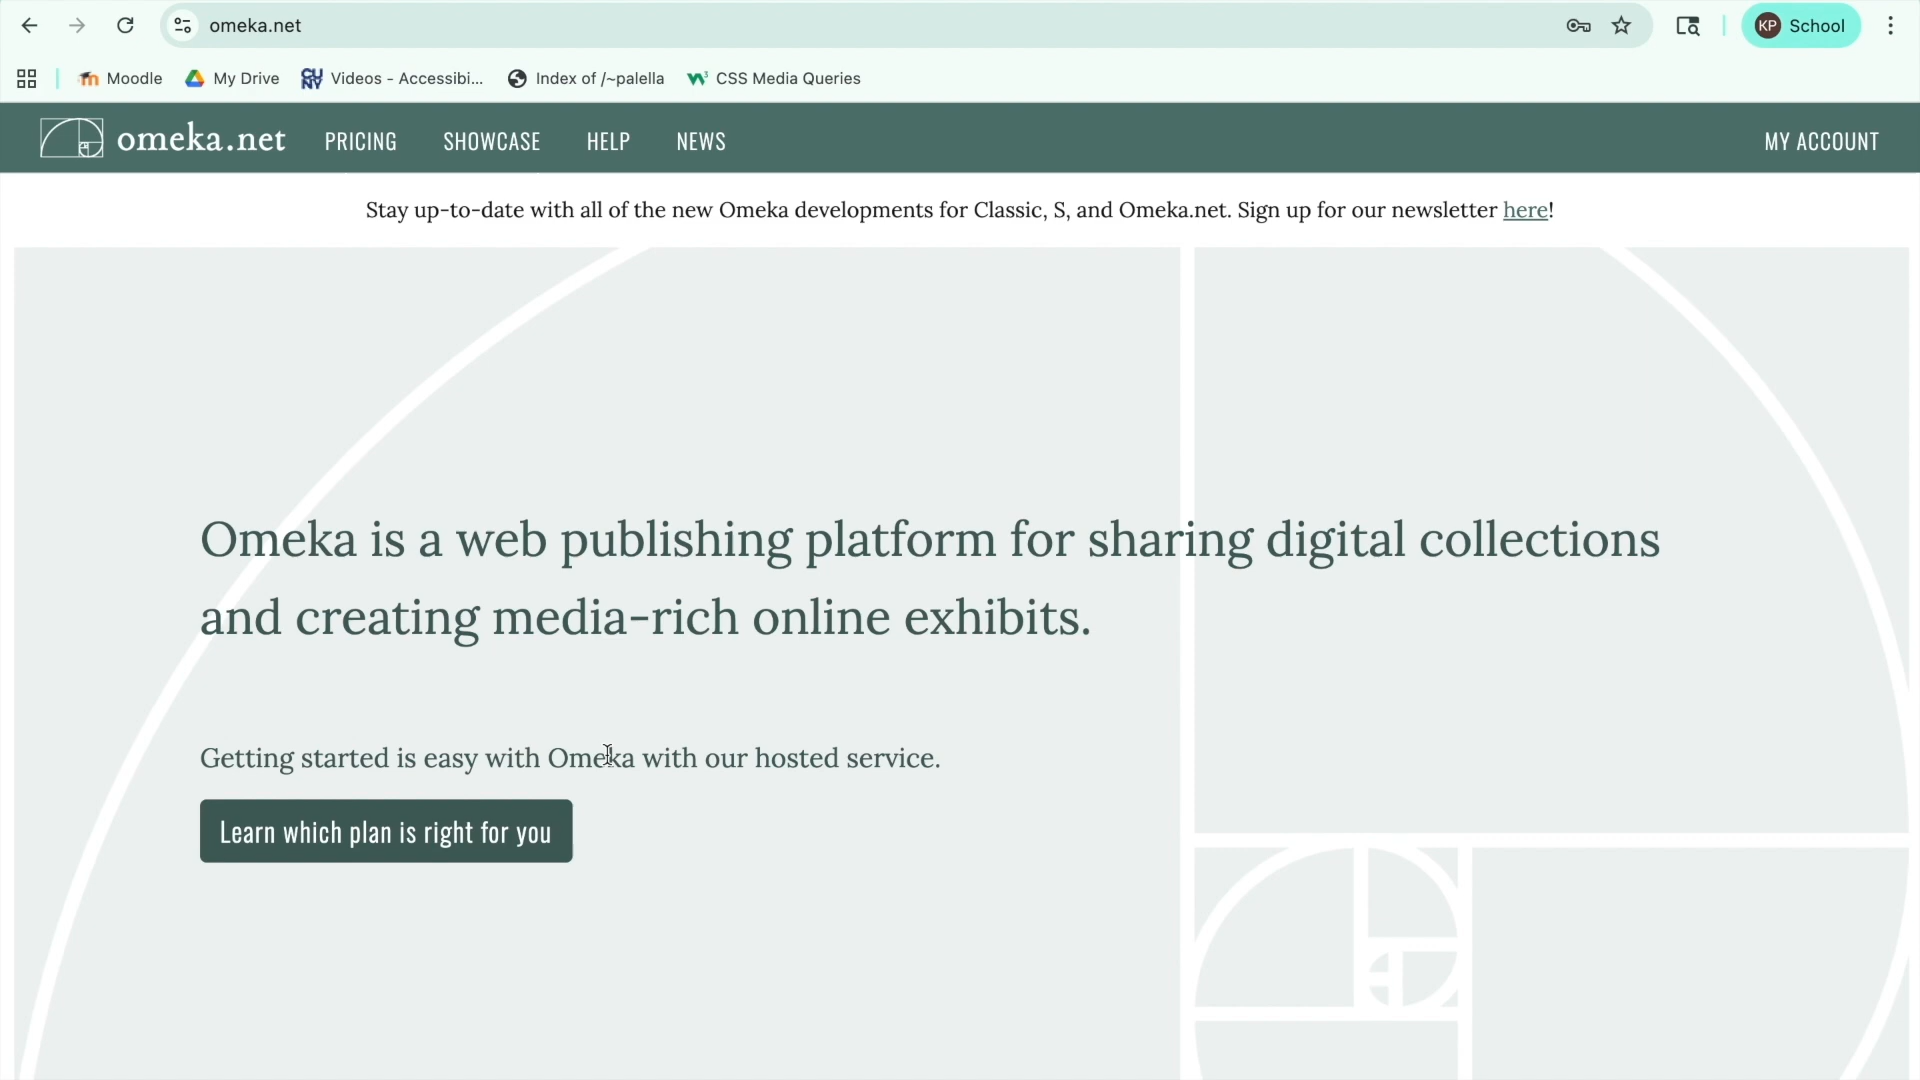 omeka.net
KP School
Moodle My Drive CUNY Videos - Accessibi... Index of /~palella W3 CSS Media Queries
omeka.net PRICING SHOWCASE HELP NEWS MY ACCOUNT
Stay up-to-date with all of the new Omeka developments for Classic, S, and Omeka.net. Sign up for our newsletter here!
Omeka is a web publishing platform for sharing digital collections
and creating media-rich online exhibits.
Getting started is easy with Omeka with our hosted service.
Learn which plan is right for you